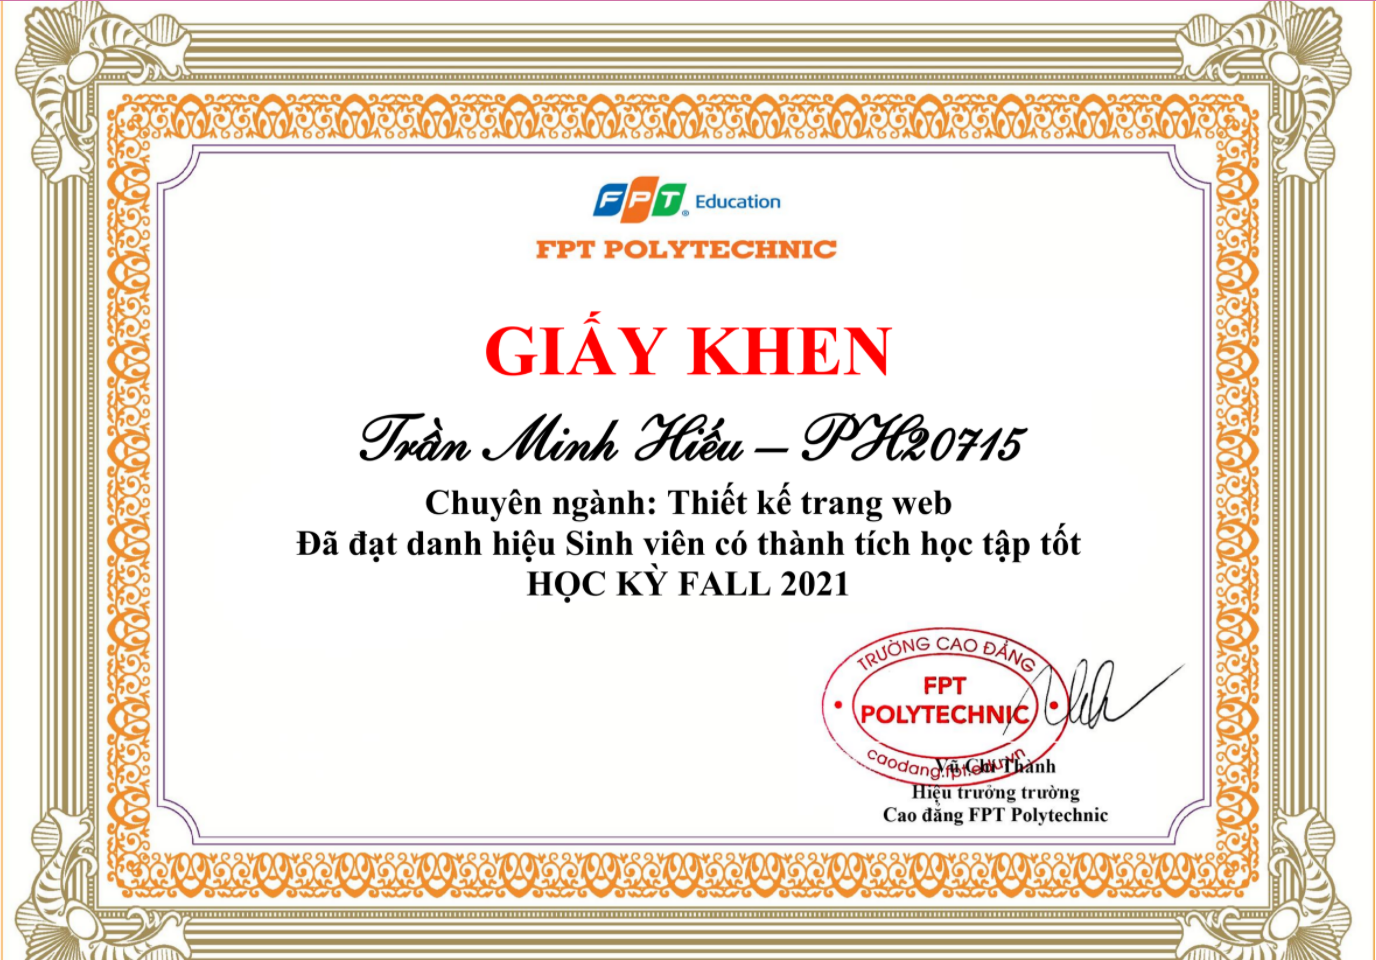 FPT Education
FPT POLYTECHNIC
GIẤY KHEN
Trần Minh Hiếu – PH20715
Chuyên ngành: Thiết kế trang web
Đã đạt danh hiệu Sinh viên có thành tích học tập tốt
HỌC KỲ FALL 2021
TRƯỜNG CAO ĐẲNG
FPT
POLYTECHNIC
caodang.fpt.edu.vn
Vũ Chí Thành
Hiệu trưởng trường
Cao đẳng FPT Polytechnic